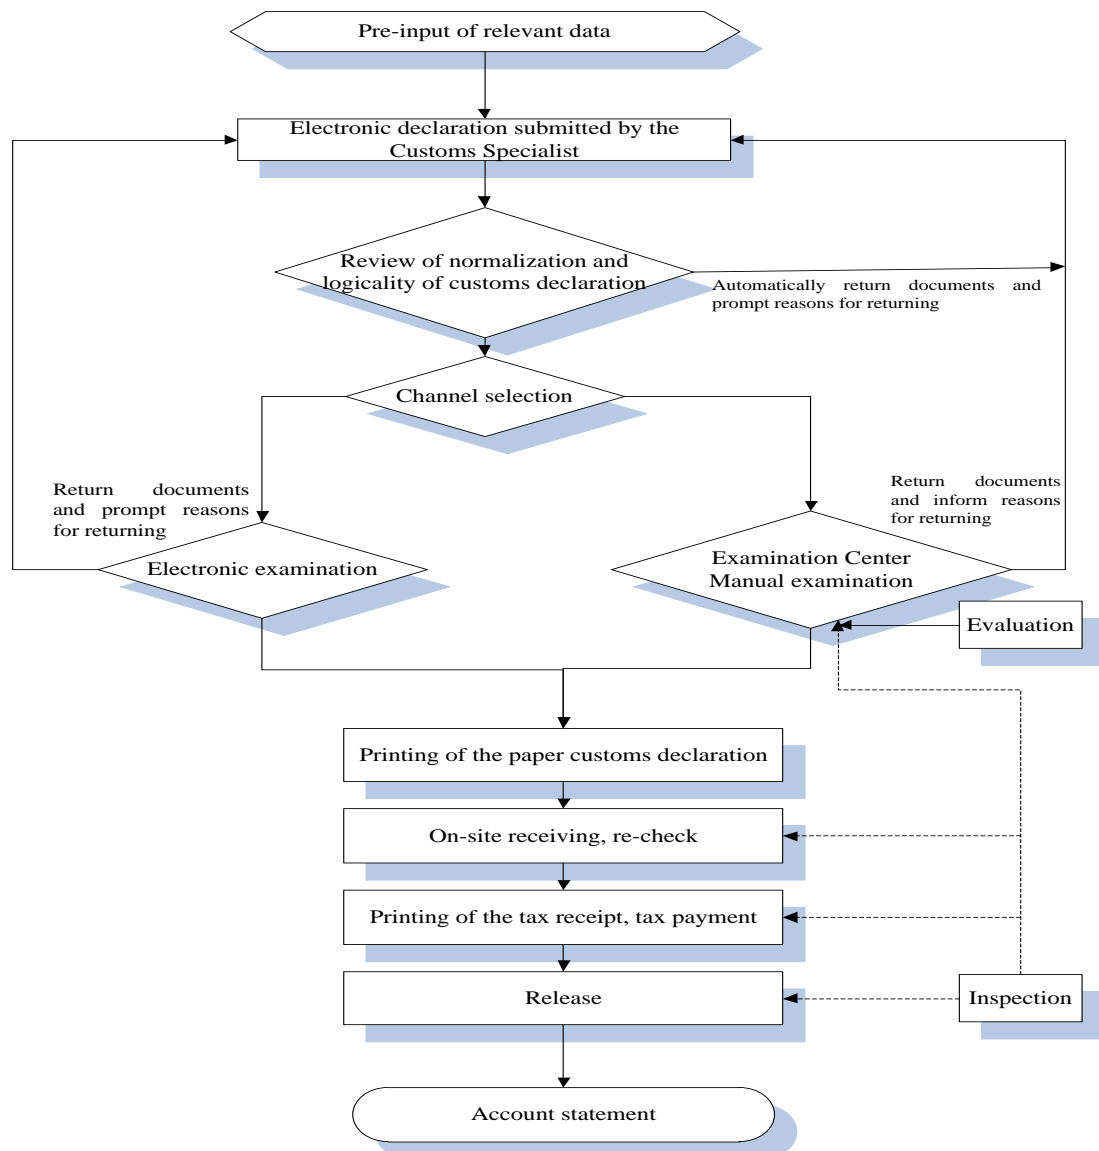 Pre-input of relevant data
Electronic declaration submitted by the
Customs Specialist
Review of normalization and
logicality of customs declaration
Automatically return documents and
prompt reasons for returning
Channel selection
Return documents
and prompt reasons
for returning
Return documents
and inform reasons
for returning
Electronic examination
Examination Center
Manual examination
Evaluation
Printing of the paper customs declaration
On-site receiving, re-check
Printing of the tax receipt, tax payment
Release
Inspection
Account statement